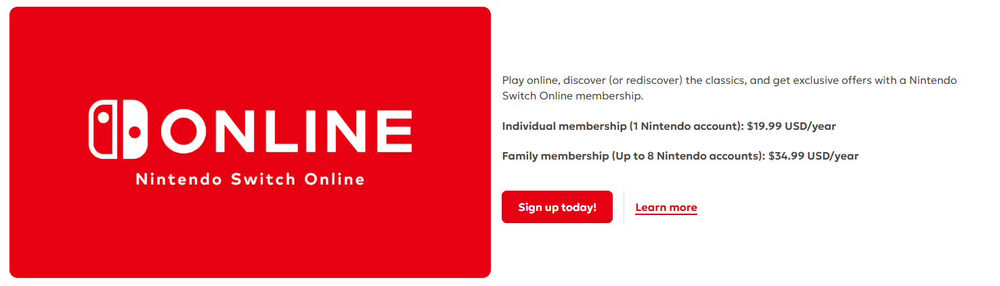 ONLINE
Nintendo Switch Online
Play online, discover (or rediscover) the classics, and get exclusive offers with a Nintendo
Switch Online membership.
Individual membership (1 Nintendo account): $19.99 USD/year
Family membership (Up to 8 Nintendo accounts): $34.99 USD/year
Sign up today!
Learn more